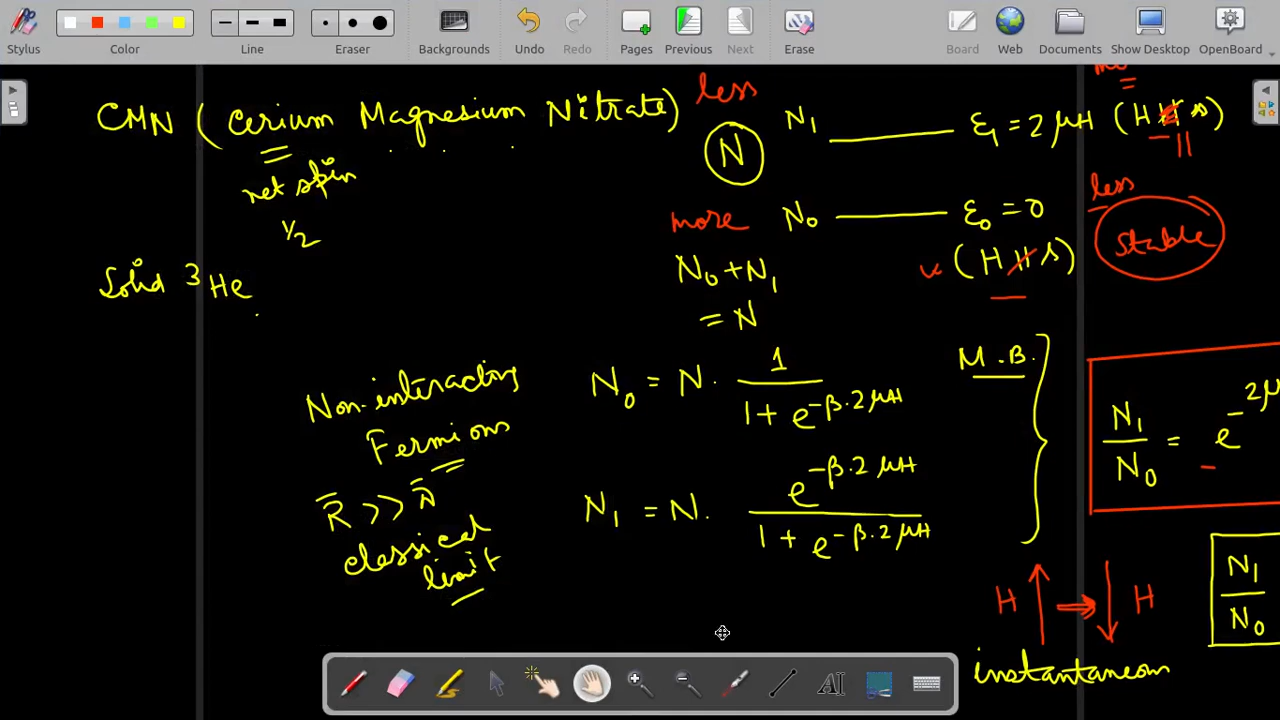 Stylus
Color
Line
Eraser
Backgrounds
Undo
Redo
Pages
Previous
Next
Erase
Board
Web
Documents
Show Desktop
OpenBoard
CMN ( Cerium Magnesium Nitrate)
net spin
1/2
Solid ³He
less
N
N₁ ε₁ = 2μH (H s)
11
more N₀ ε₀ = 0
( H s)
less
stable
N₀ + N₁
= N
Non-interacting
Fermions
R̄ >> λ̄
classical
limit
N₀ = N. 1 / (1 + e^(-β.2μH))
N₁ = N. e^(-β.2μH) / (1 + e^(-β.2μH))
M.B.
N₁/N₀ = e^(-2μ
N₁/N₀
H ↑ ⇒ ↓ H
instantaneous